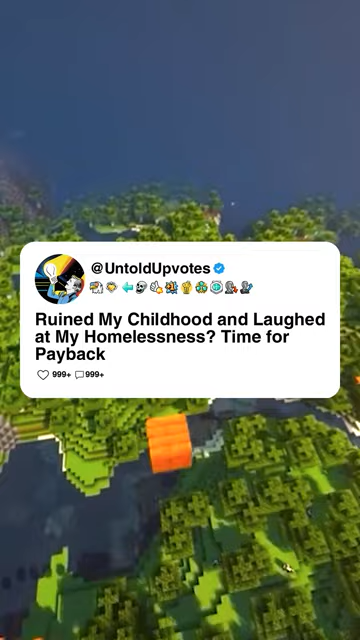 @UntoldUpvotes
Ruined My Childhood and Laughed
at My Homelessness? Time for
Payback
999+ 999+